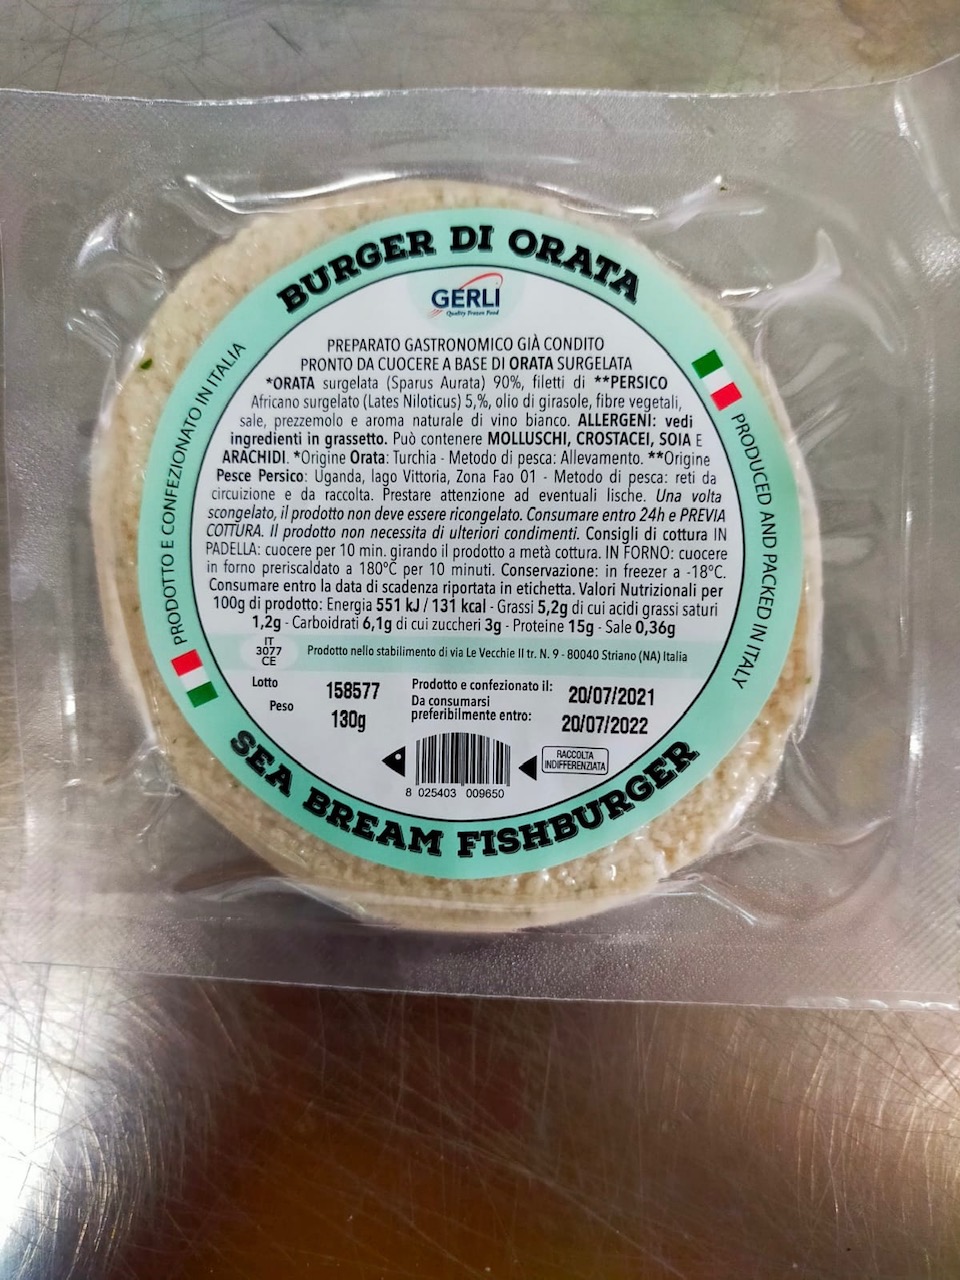 BURGER DI ORATA
GERLI
Quality Frozen Food
PREPARATO GASTRONOMICO GIÀ CONDITO
PRONTO DA CUOCERE A BASE DI ORATA SURGELATA
*ORATA surgelata (Sparus Aurata) 90%, filetti di **PERSICO
Africano surgelato (Lates Niloticus) 5,%, olio di girasole, fibre vegetali,
sale, prezzemolo e aroma naturale di vino bianco. ALLERGENI: vedi
ingredienti in grassetto. Può contenere MOLLUSCHI, CROSTACEI, SOIA E
ARACHIDI. *Origine Orata: Turchia - Metodo di pesca: Allevamento. **Origine
Pesce Persico: Uganda, lago Vittoria, Zona Fao 01 - Metodo di pesca: reti da
circuizione e da raccolta. Prestare attenzione ad eventuali lische. Una volta
scongelato, il prodotto non deve essere ricongelato. Consumare entro 24h e PREVIA
COTTURA. Il prodotto non necessita di ulteriori condimenti. Consigli di cottura IN
PADELLA: cuocere per 10 min. girando il prodotto a metà cottura. IN FORNO: cuocere
in forno preriscaldato a 180°C per 10 minuti. Conservazione: in freezer a -18°C.
Consumare entro la data di scadenza riportata in etichetta. Valori Nutrizionali per
100g di prodotto: Energia 551 kJ / 131 kcal - Grassi 5,2g di cui acidi grassi saturi
1,2g - Carboidrati 6,1g di cui zuccheri 3g - Proteine 15g - Sale 0,36g
IT
3077
CE
Prodotto nello stabilimento di via Le Vecchie II tr. N. 9 - 80040 Striano (NA) Italia
Lotto 158577
Peso 130g
Prodotto e confezionato il: 20/07/2021
Da consumarsi
preferibilmente entro: 20/07/2022
RACCOLTA
INDIFFERENZIATA
8 025403 009650
SEA BREAM FISHBURGER
PRODOTTO E CONFEZIONATO IN ITALIA
PRODUCED AND PACKED IN ITALY